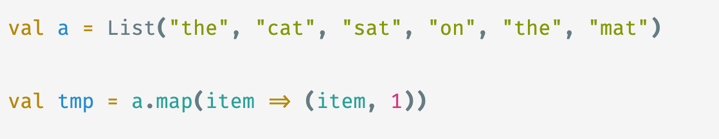 val a = List("the", "cat", "sat", "on", "the", "mat")
val tmp = a.map(item => (item, 1))